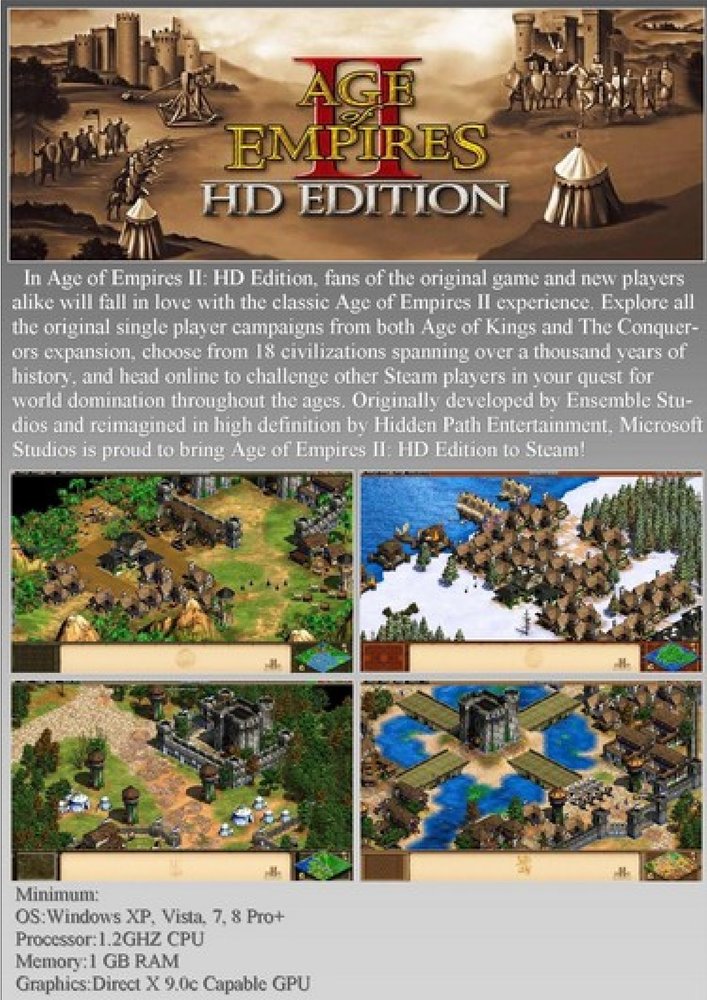 AGE
of
EMPIRES
II
HD EDITION
In Age of Empires II: HD Edition, fans of the original game and new players
alike will fall in love with the classic Age of Empires II experience. Explore all
the original single player campaigns from both Age of Kings and The Conquer-
ors expansion, choose from 18 civilizations spanning over a thousand years of
history, and head online to challenge other Steam players in your quest for
world domination throughout the ages. Originally developed by Ensemble Stu-
dios and reimagined in high definition by Hidden Path Entertainment, Microsoft
Studios is proud to bring Age of Empires II: HD Edition to Steam!
Minimum:
OS:Windows XP, Vista, 7, 8 Pro+
Processor:1.2GHZ CPU
Memory:1 GB RAM
Graphics:Direct X 9.0c Capable GPU